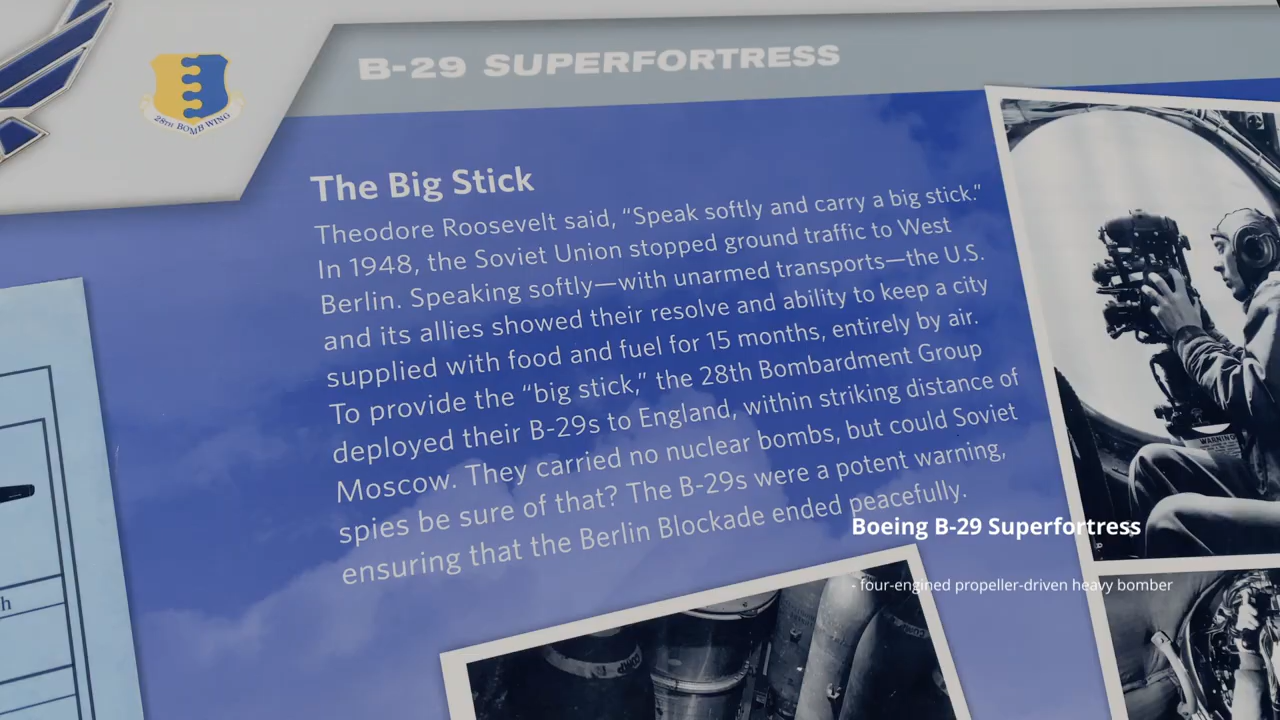 28TH BOMB WING
B-29 SUPERFORTRESS
The Big Stick
Theodore Roosevelt said, “Speak softly and carry a big stick.”
In 1948, the Soviet Union stopped ground traffic to West
Berlin. Speaking softly—with unarmed transports—the U.S.
and its allies showed their resolve and ability to keep a city
supplied with food and fuel for 15 months, entirely by air.
To provide the “big stick,” the 28th Bombardment Group
deployed their B-29s to England, within striking distance of
Moscow. They carried no nuclear bombs, but could Soviet
spies be sure of that? The B-29s were a potent warning,
ensuring that the Berlin Blockade ended peacefully.
WARNING
Boeing B-29 Superfortress
- four-engined propeller-driven heavy bomber
h